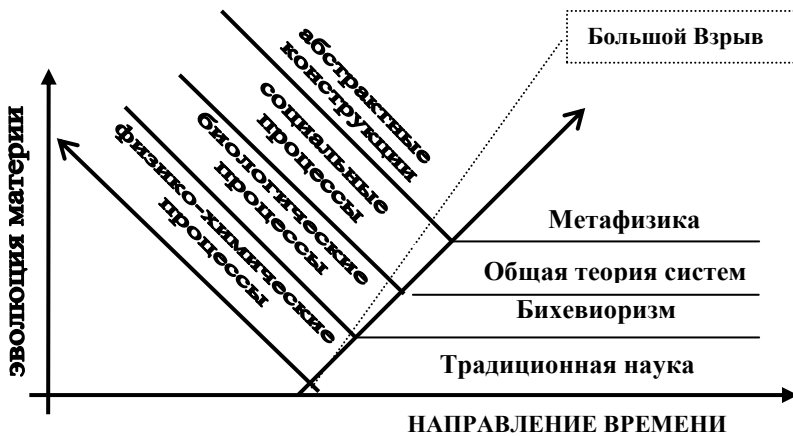 Большой Взрыв
абстрактные
конструкции
социальные
процессы
биологические
процессы
физико-химические
процессы
эволюция материи
Метафизика
Общая теория систем
Бихевиоризм
Традиционная наука
НАПРАВЛЕНИЕ ВРЕМЕНИ